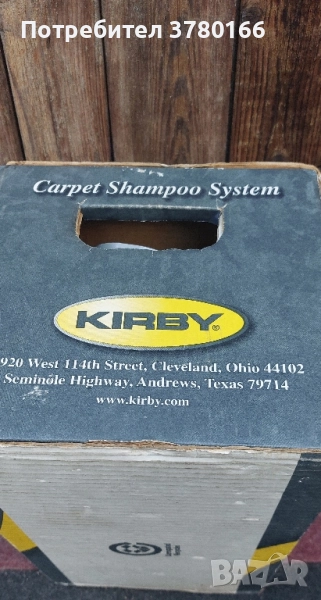 Потребител 3780166
Carpet Shampoo System
KIRBY®
920 West 114th Street, Cleveland, Ohio 44102
Seminole Highway, Andrews, Texas 79714
www.kirby.com
BAZAR